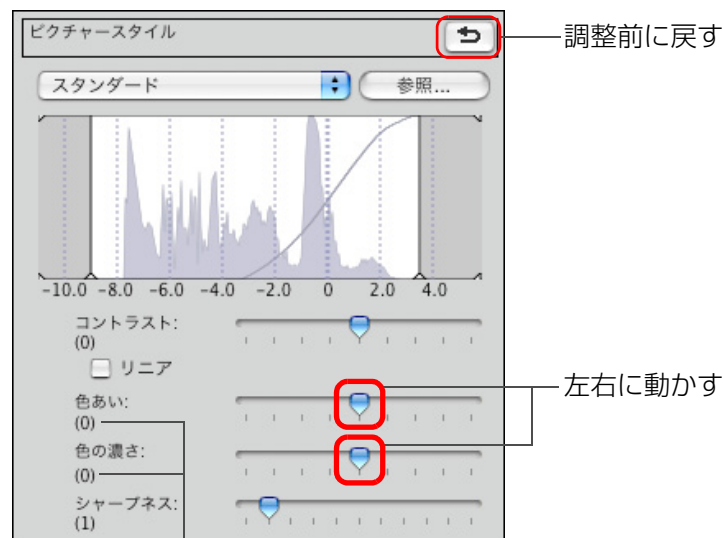 ピクチャースタイル
調整前に戻す
スタンダード
参照...
-10.0 -8.0 -6.0 -4.0 -2.0 0 2.0 4.0
コントラスト:
(0)
リニア
左右に動かす
色あい:
(0)
色の濃さ:
(0)
シャープネス:
(1)